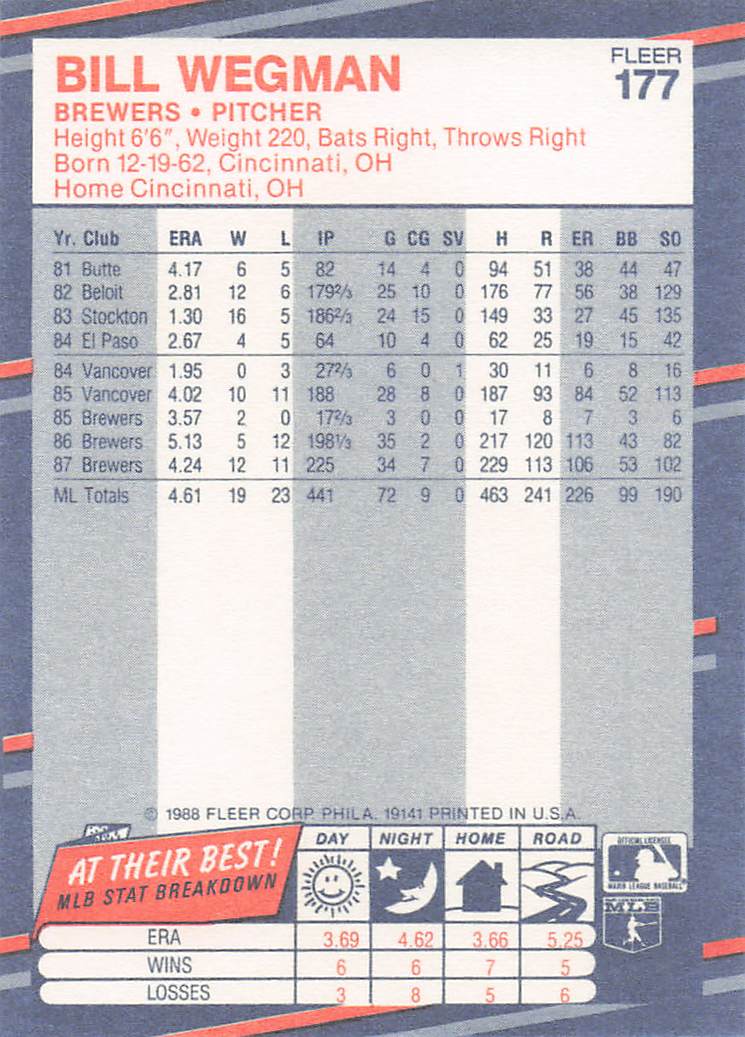 BILL WEGMAN
FLEER
177
BREWERS • PITCHER
Height 6'6", Weight 220, Bats Right, Throws Right
Born 12-19-62, Cincinnati, OH
Home Cincinnati, OH
Yr. Club ERA W L IP G CG SV H R ER BB SO
81 Butte 4.17 6 5 82 14 4 0 94 51 38 44 47
82 Beloit 2.81 12 6 179⅔ 25 10 0 176 77 56 38 129
83 Stockton 1.30 16 5 186⅔ 24 15 0 149 33 27 45 135
84 El Paso 2.67 4 5 64 10 4 0 62 25 19 15 42
84 Vancover 1.95 0 3 27⅔ 6 0 1 30 11 6 8 16
85 Vancover 4.02 10 11 188 28 8 0 187 93 84 52 113
85 Brewers 3.57 2 0 17⅔ 3 0 0 17 8 7 3 6
86 Brewers 5.13 5 12 198⅓ 35 2 0 217 120 113 43 82
87 Brewers 4.24 12 11 225 34 7 0 229 113 106 53 102
ML Totals 4.61 19 23 441 72 9 0 463 241 226 99 190
© 1988 FLEER CORP. PHILA. 19141 PRINTED IN U.S.A.
AT THEIR BEST!
MLB STAT BREAKDOWN
DAY NIGHT HOME ROAD
OFFICIAL LICENSEE
MAJOR LEAGUE BASEBALL
MLB
ERA 3.69 4.62 3.66 5.25
WINS 6 6 7 5
LOSSES 3 8 5 6